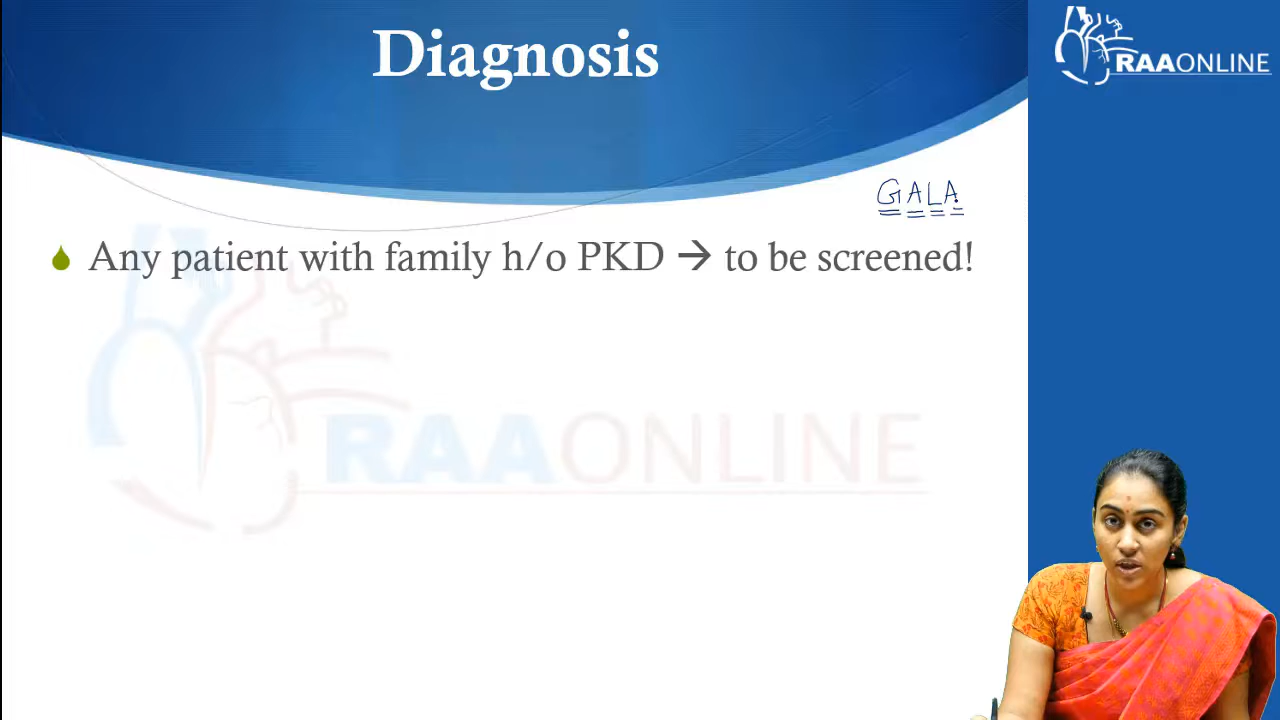 Diagnosis
RAAONLINE
GALA
Any patient with family h/o PKD → to be screened!
RAAONLINE